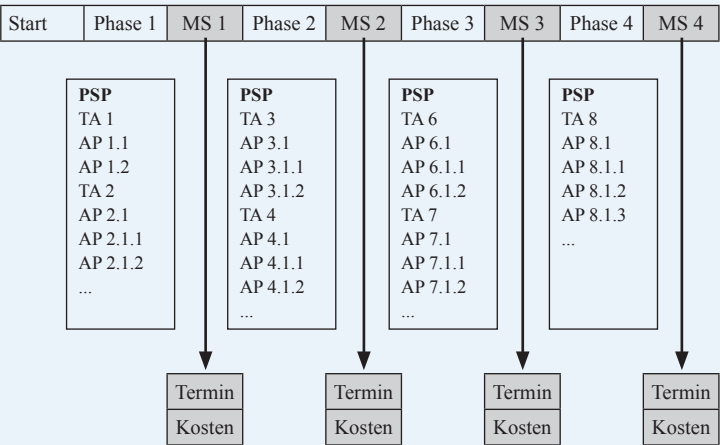 Start Phase 1 MS 1 Phase 2 MS 2 Phase 3 MS 3 Phase 4 MS 4
PSP
TA 1
AP 1.1
AP 1.2
TA 2
AP 2.1
AP 2.1.1
AP 2.1.2
...
PSP
TA 3
AP 3.1
AP 3.1.1
AP 3.1.2
TA 4
AP 4.1
AP 4.1.1
AP 4.1.2
...
PSP
TA 6
AP 6.1
AP 6.1.1
AP 6.1.2
TA 7
AP 7.1
AP 7.1.1
AP 7.1.2
...
PSP
TA 8
AP 8.1
AP 8.1.1
AP 8.1.2
AP 8.1.3
...
Termin Termin Termin Termin
Kosten Kosten Kosten Kosten